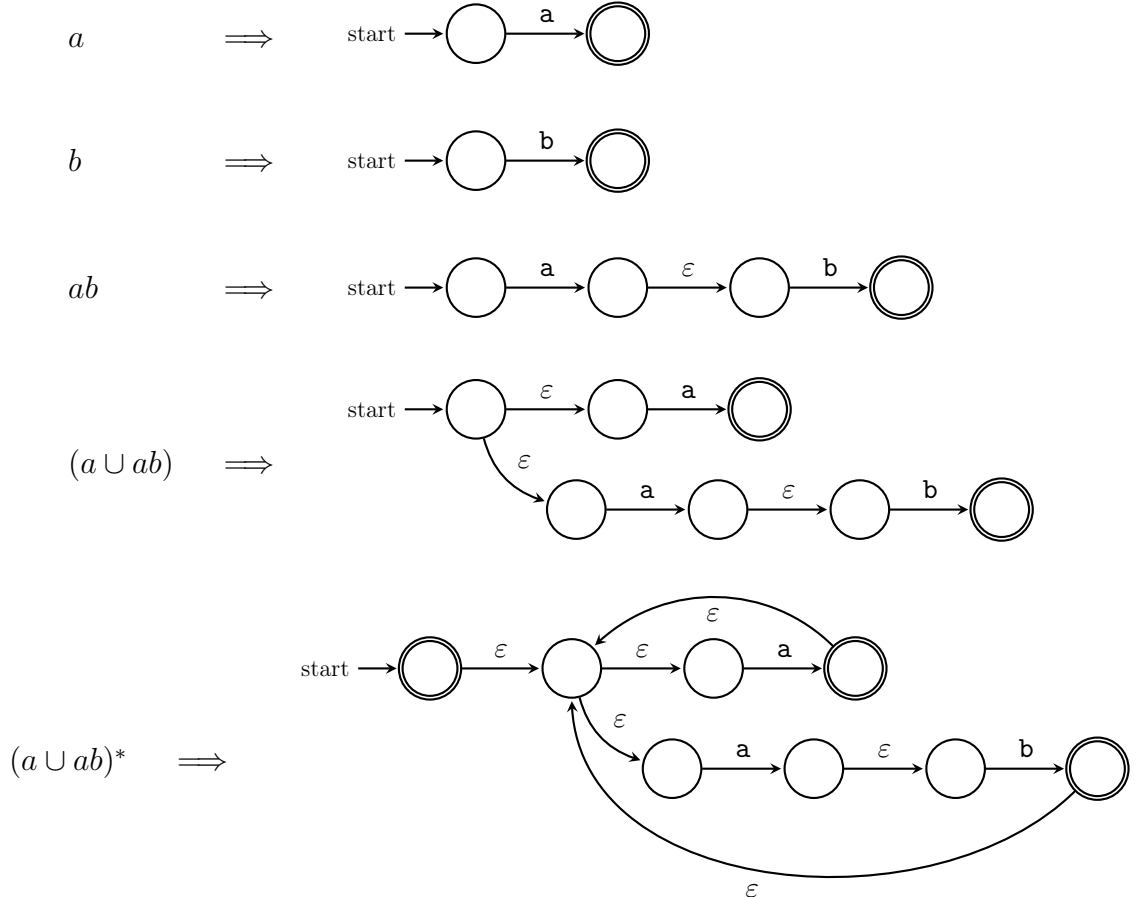 a ⟹ start a
b ⟹ start b
ab ⟹ start a ε b
start ε a
(a ∪ ab) ⟹ ε
a ε b
ε
start ε ε a
ε
(a ∪ ab)* ⟹ a ε b
ε